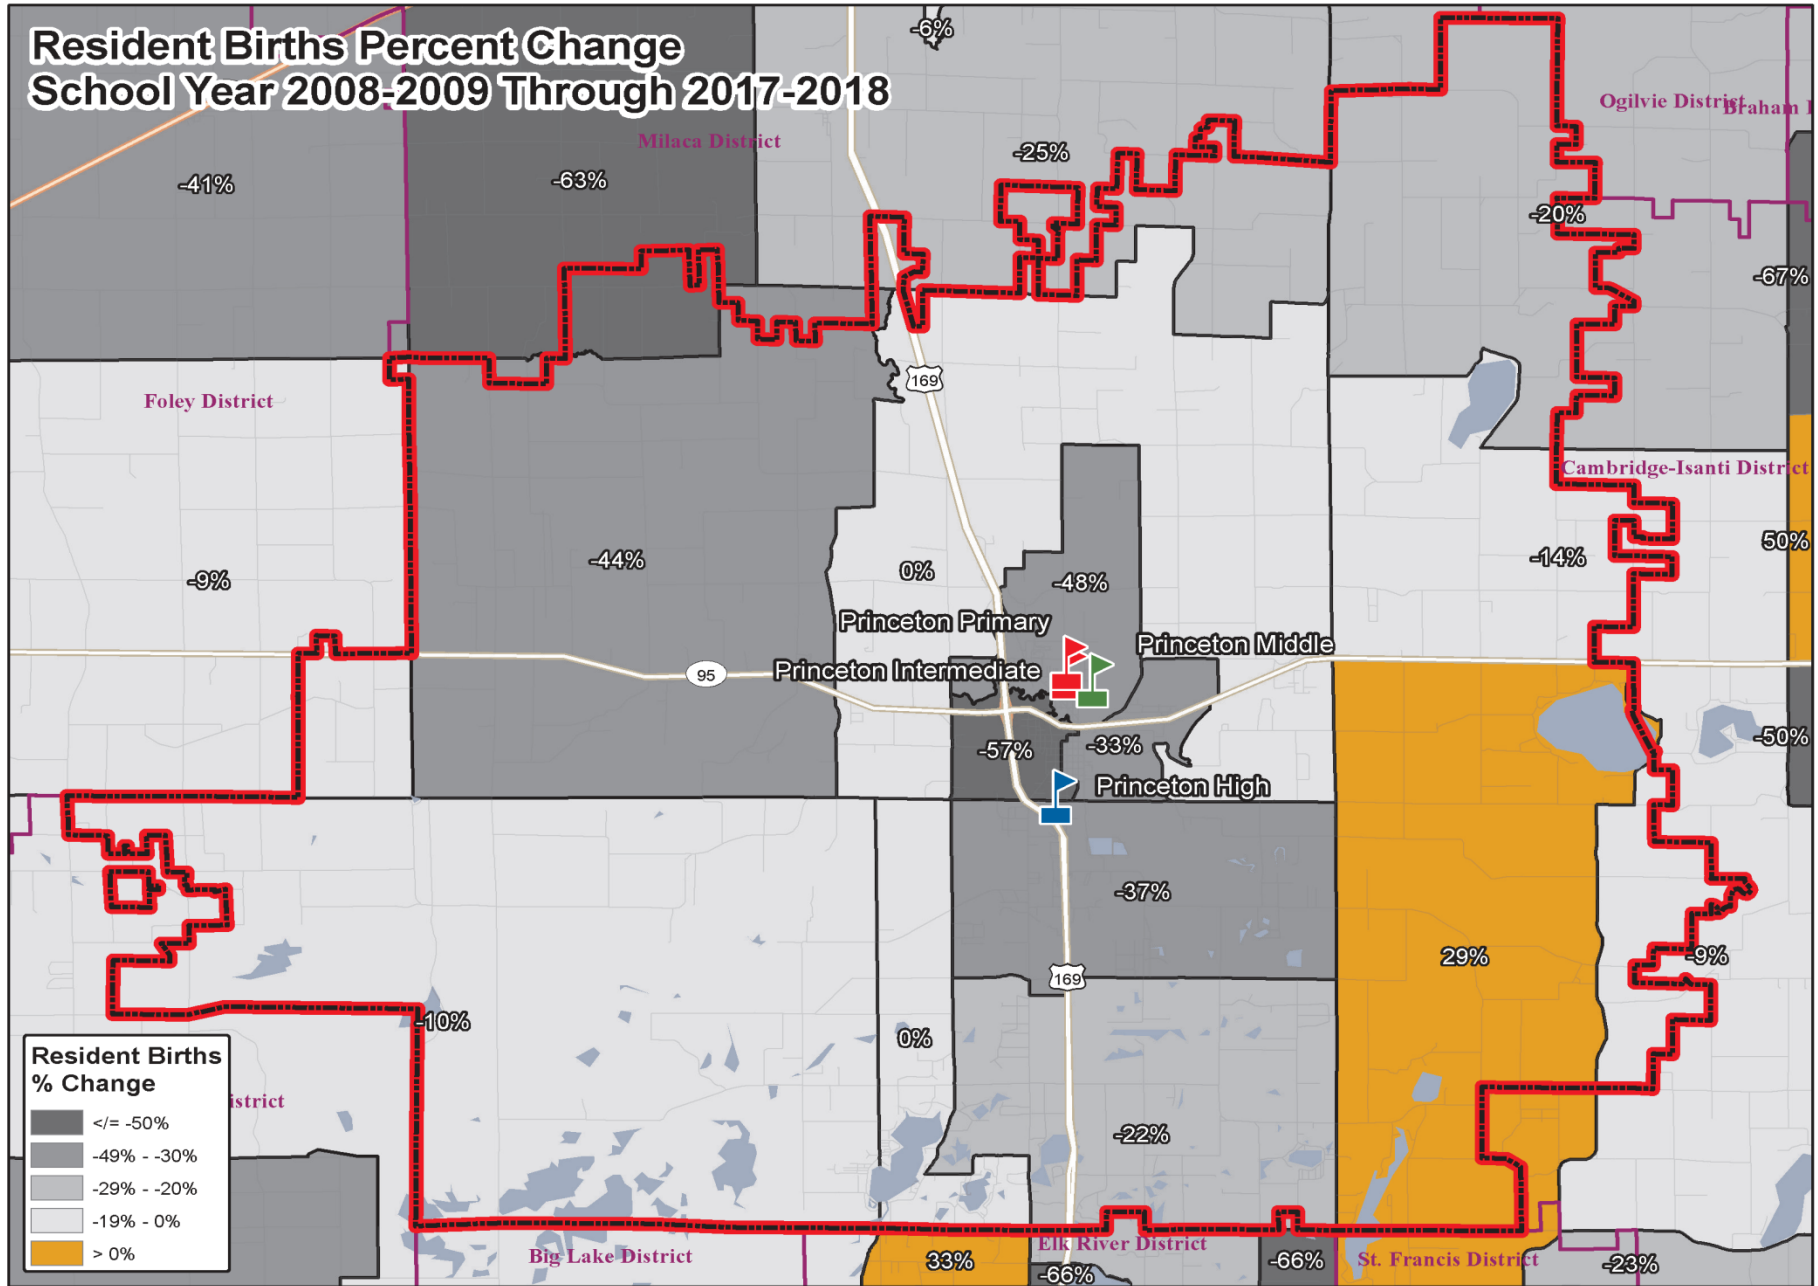 Resident Births Percent Change
School Year 2008-2009 Through 2017-2018
-6%
Ogilvie District
Braham
Milaca District
-25%
-41%
-63%
-20%
-67%
169
Foley District
Cambridge-Isanti District
50%
-14%
-44%
0%
-9%
-48%
Princeton Primary
Princeton Middle
Princeton Intermediate
95
-50%
-57%
-33%
Princeton High
-37%
29%
-9%
169
-10%
0%
Resident Births
% Change
</= -50%
-49% - -30%
-29% - -20%
-19% - 0%
> 0%
istrict
-22%
Big Lake District
Elk River District
33%
-66%
-66%
St. Francis District
-23%